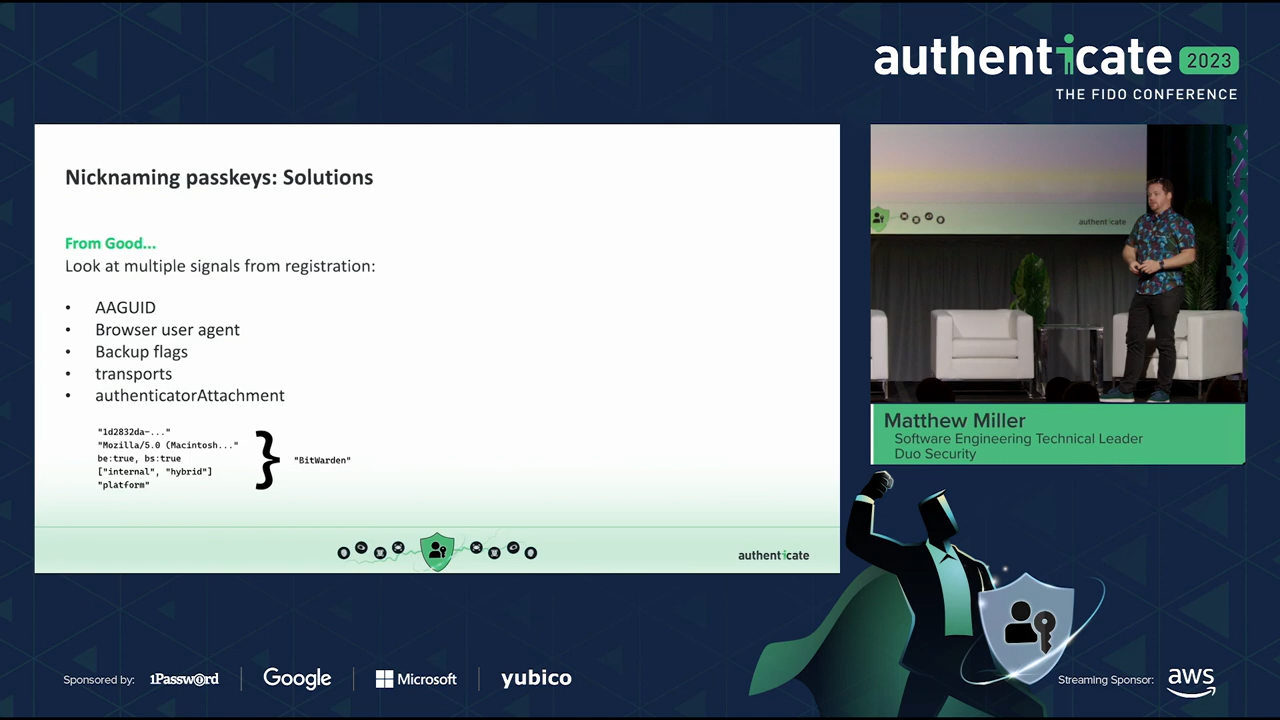 authenticate 2023
THE FIDO CONFERENCE
Nicknaming passkeys: Solutions
From Good...
Look at multiple signals from registration:
• AAGUID
• Browser user agent
• Backup flags
• transports
• authenticatorAttachment
"1d2832da-..."
"Mozilla/5.0 (Macintosh..."
be:true, bs:true
["internal", "hybrid"]
"platform"
} "BitWarden"
authenticate
authenticate
Matthew Miller
Software Engineering Technical Leader
Duo Security
Sponsored by: 1Password Google Microsoft yubico
Streaming Sponsor: aws